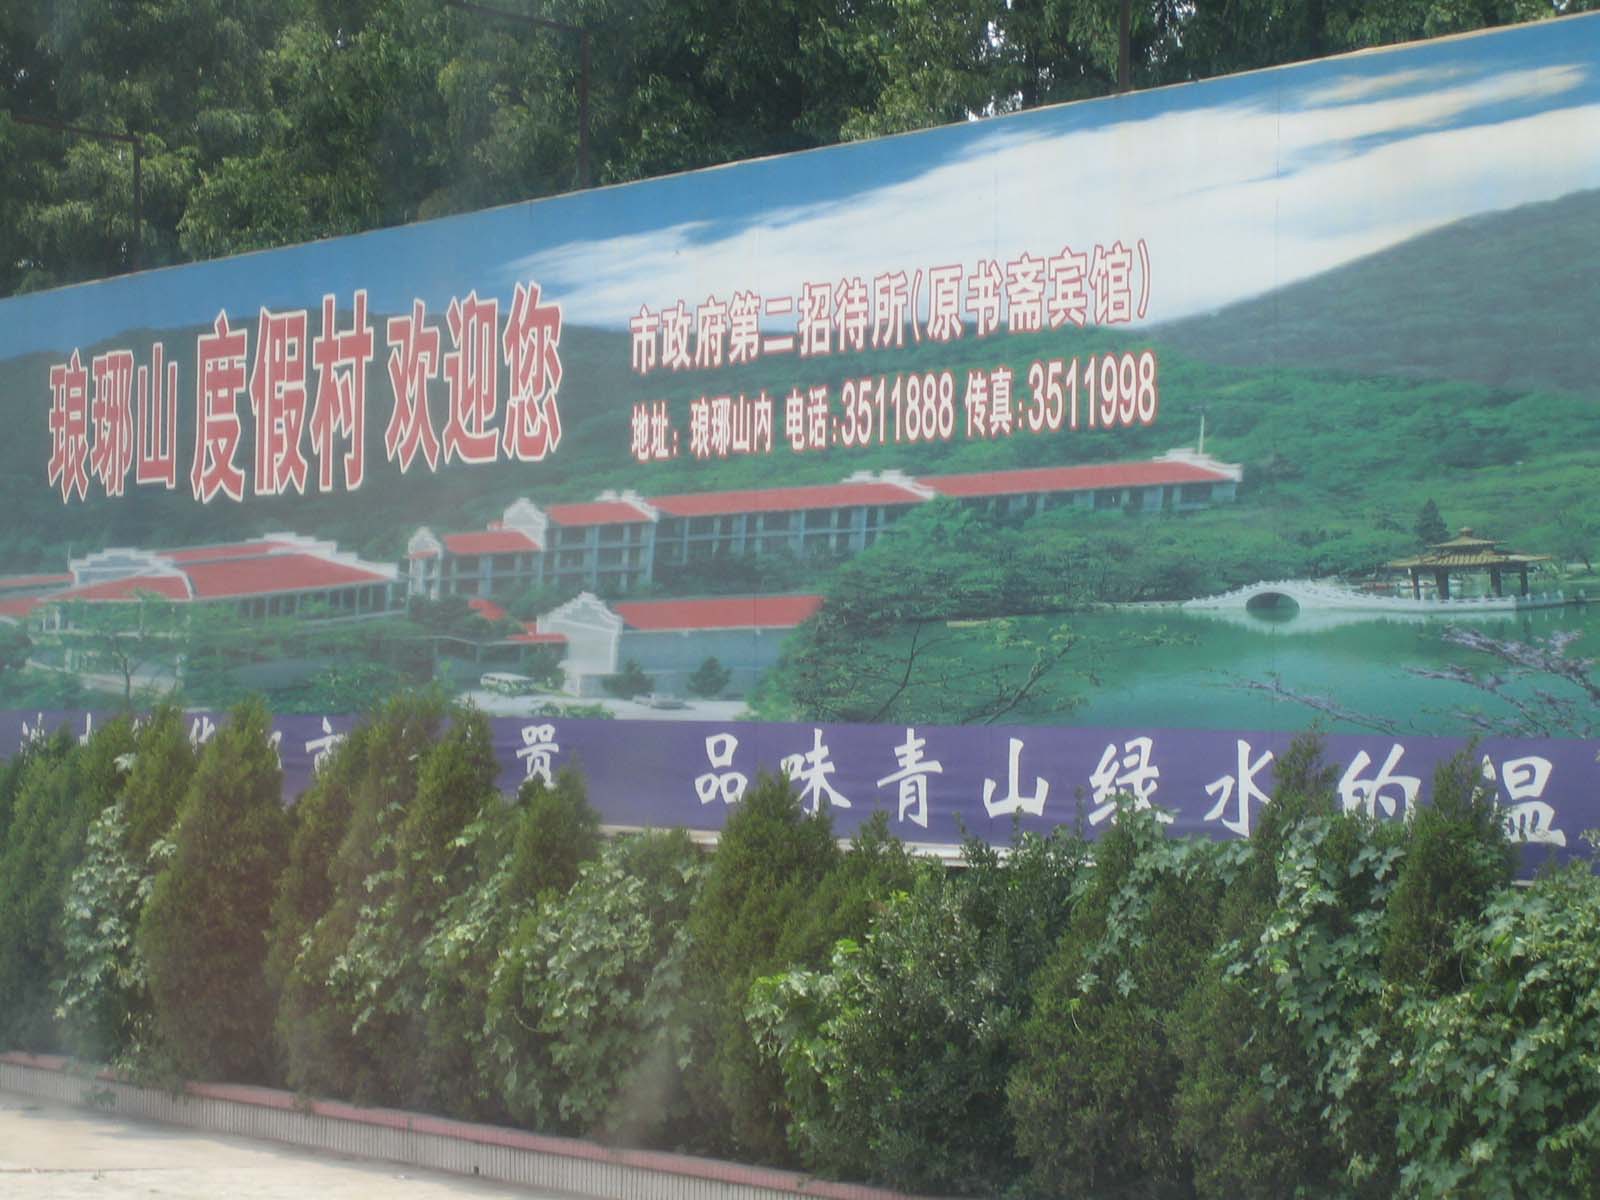 琅琊山 度假村 欢迎您
市政府第二招待所(原书斋宾馆)
地址：琅琊山内 电话:3511888 传真:3511998
品味青山绿水的温